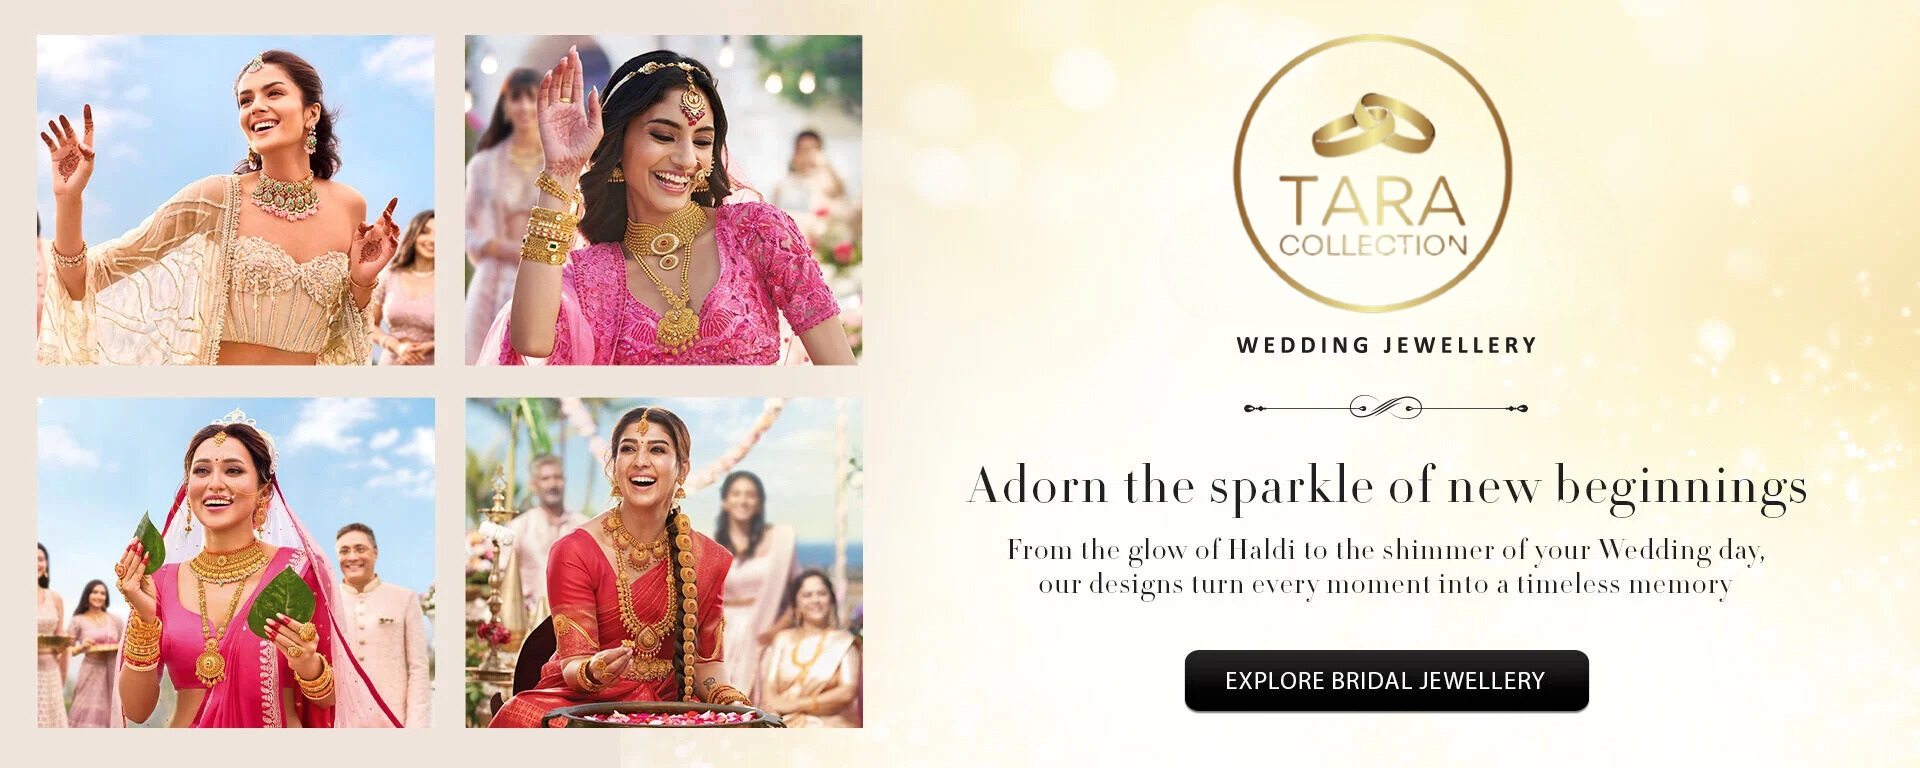 TARA
COLLECTION
WEDDING JEWELLERY
Adorn the sparkle of new beginnings
From the glow of Haldi to the shimmer of your Wedding day,
our designs turn every moment into a timeless memory
EXPLORE BRIDAL JEWELLERY